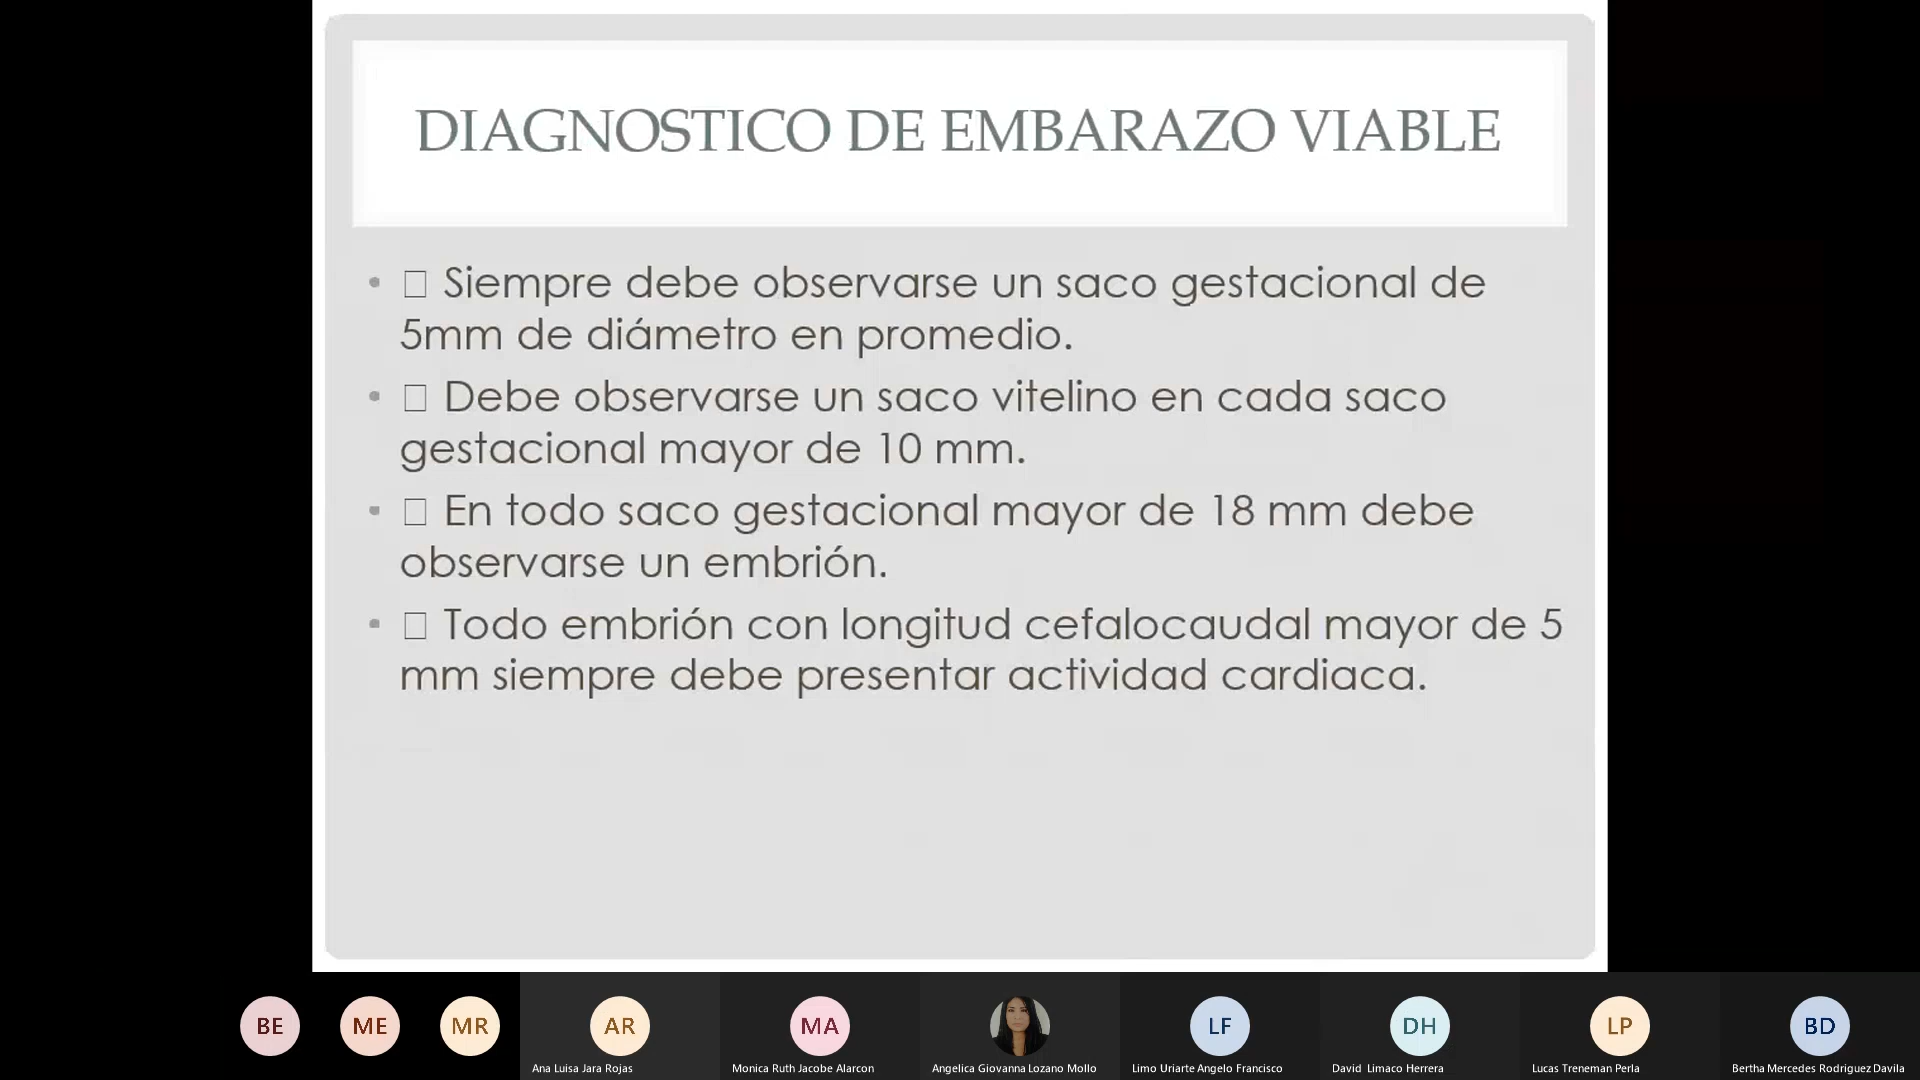 DIAGNOSTICO DE EMBARAZO VIABLE
• □ Siempre debe observarse un saco gestacional de
5mm de diámetro en promedio.
• □ Debe observarse un saco vitelino en cada saco
gestacional mayor de 10 mm.
• □ En todo saco gestacional mayor de 18 mm debe
observarse un embrión.
• □ Todo embrión con longitud cefalocaudal mayor de 5
mm siempre debe presentar actividad cardiaca.
BE ME MR AR MA LF DH LP BD
Ana Luisa Jara Rojas Monica Ruth Jacobe Alarcon Angelica Giovanna Lozano Mollo Limo Uriarte Angelo Francisco David Limaco Herrera Lucas Treneman Perla Bertha Mercedes Rodriguez Davila